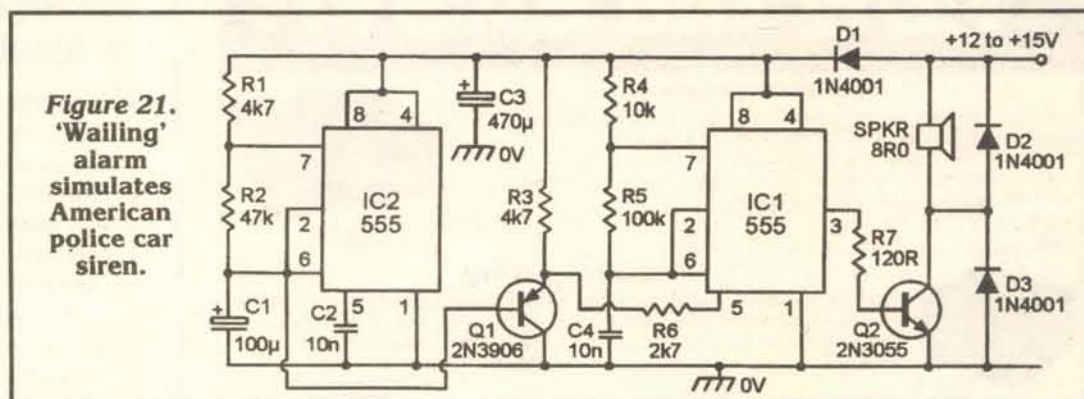 Figure 21.
'Wailing'
alarm
simulates
American
police car
siren.
R1
4k7
R2
47k
C1
+
100µ
8
4
7
IC2
555
2
6
5
1
C2
10n
+
C3
470µ
0V
R3
4k7
Q1
2N3906
R4
10k
R5
100k
C4
10n
R6
2k7
8
4
7
IC1
555
2
6
3
5
1
0V
D1
1N4001
+12 to +15V
SPKR
8R0
D2
1N4001
R7
120R
Q2
2N3055
D3
1N4001